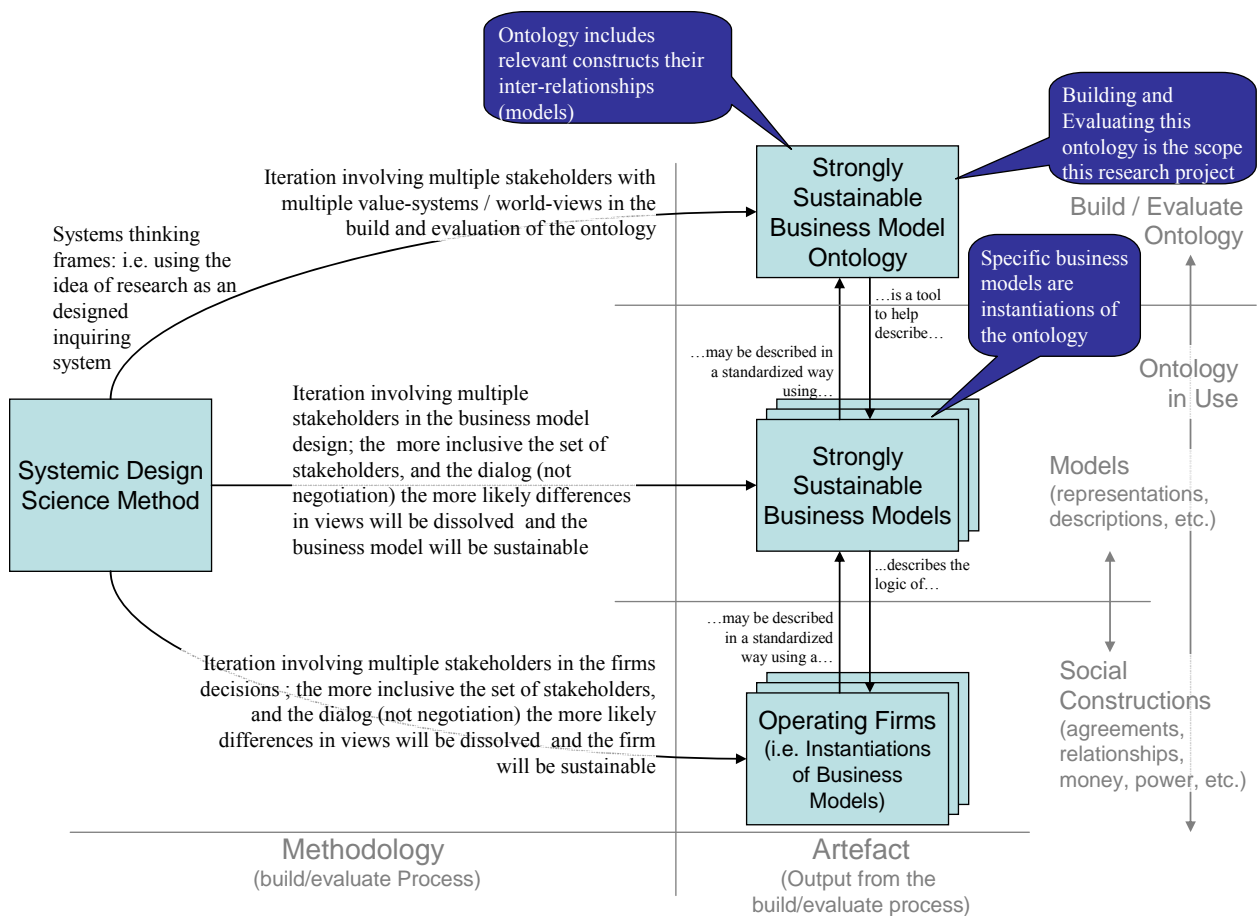 Ontology includes
relevant constructs their
inter-relationships
(models)
Building and
Evaluating this
ontology is the scope
this research project
Strongly
Sustainable
Business Model
Ontology
Build / Evaluate
Ontology
Iteration involving multiple stakeholders with
multiple value-systems / world-views in the
build and evaluation of the ontology
Systems thinking
frames: i.e. using the
idea of research as an
designed
inquiring
system
Specific business
models are
instantiations of
the ontology
…is a tool
to help
describe…
…may be described in
a standardized way
using…
Ontology
in Use
Iteration involving multiple
stakeholders in the business model
design; the  more inclusive the set of
stakeholders, and the dialog (not
negotiation) the more likely differences
in views will be dissolved  and the
business model will be sustainable
Systemic Design
Science Method
Strongly
Sustainable
Business Models
Models
(representations,
descriptions, etc.)
...describes the
logic of…
…may be described
in a standardized
way using a…
Iteration involving multiple stakeholders in the firms
decisions ; the more inclusive the set of stakeholders,
and the dialog (not negotiation) the more likely
differences in views will be dissolved  and the firm
will be sustainable
Operating Firms
(i.e. Instantiations
of Business
Models)
Social
Constructions
(agreements,
relationships,
money, power, etc.)
Methodology
(build/evaluate Process)
Artefact
(Output from the
build/evaluate process)